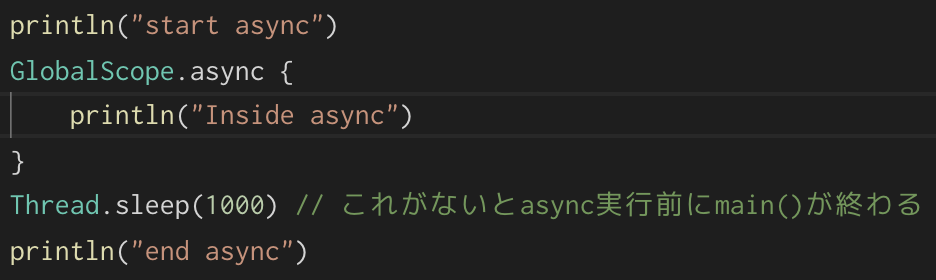 println("start async")
GlobalScope.async {
    println("Inside async")
}
Thread.sleep(1000) // これがないとasync実行前にmain()が終わる
println("end async")